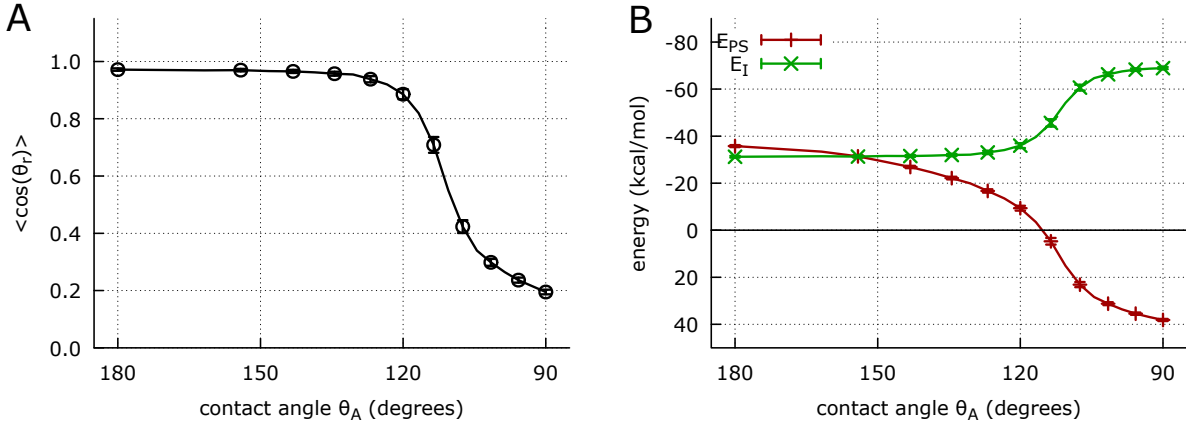 A
<cos(θr)>
1.0
0.8
0.6
0.4
0.2
0.0
180 150 120 90
contact angle θA (degrees)
B
EPS
EI
energy (kcal/mol)
-80
-60
-40
-20
0
20
40
180 150 120 90
contact angle θA (degrees)